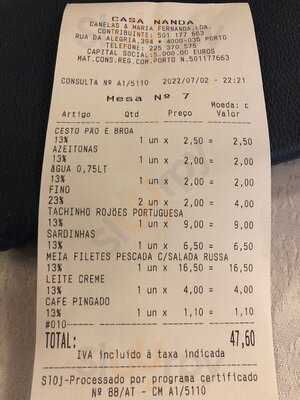 CASA NANDA
CANELAS & MARIA FERNANDA,LDA.
CONTRIBUINTE: 501 177 663
RUA DA ALEGRIA,394 * 4000-035 PORTO
TELEFONE: 225 370 575
CAPITAL SOCIAL:5.000.00 EUROS
MAT.CONS.REG.COM.PORTO N.501177663
CONSULTA Nº A1/5110 2022/07/02 - 22:21
Mesa Nº 7
Moeda: €
Artigo Qtd Preço Valor
CESTO PÃO E BROA
13% 1 un x 2,50 = 2,50
AZEITONAS
13% 1 un x 2,00 = 2,00
ÁGUA 0,75LT
13% 1 un x 2,00 = 2,00
FINO
23% 2 un x 2,00 = 4,00
TACHINHO ROJÕES PORTUGUESA
13% 1 un x 9,00 = 9,00
SARDINHAS
13% 1 un x 6,50 = 6,50
MEIA FILETES PESCADA C/SALADA RUSSA
13% 1 un x 16,50 = 16,50
LEITE CREME
13% 1 un x 4,00 = 4,00
CAFE PINGADO
13% 1 un x 1,10 = 1,10
#010
TOTAL: 47,60
IVA incluido à taxa indicada
S10j-Processado por programa certificado
Nº 88/AT - CM A1/5110